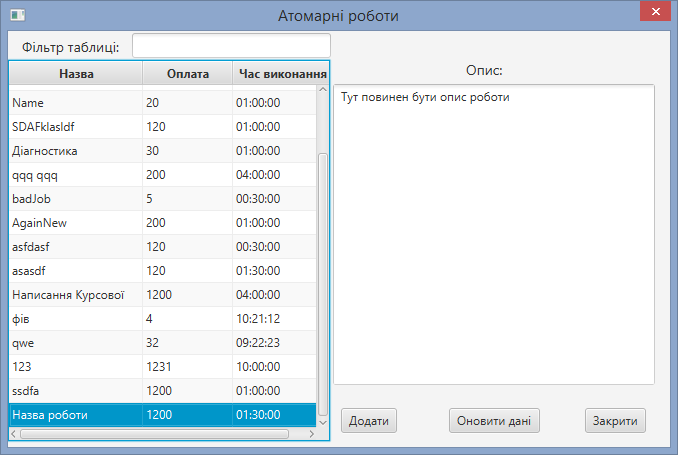 Атомарні роботи
Фільтр таблиці:
Назва Оплата Час виконання
Name 20 01:00:00
SDAFklasldf 120 01:00:00
Діагностика 30 01:00:00
qqq qqq 200 04:00:00
badJob 5 00:30:00
AgainNew 200 01:00:00
asfdasf 120 00:30:00
asasdf 120 01:30:00
Написання Курсової 1200 04:00:00
фів 4 10:21:12
qwe 32 09:22:23
123 1231 10:00:00
ssdfa 1200 01:00:00
Назва роботи 1200 01:30:00
Опис:
Тут повинен бути опис роботи
Додати Оновити дані Закрити